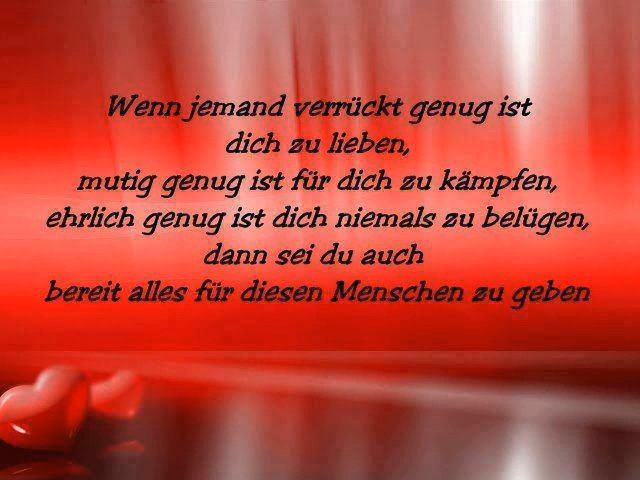 Wenn jemand verrückt genug ist
dich zu lieben,
mutig genug ist für dich zu kämpfen,
ehrlich genug ist dich niemals zu belügen,
dann sei du auch
bereit alles für diesen Menschen zu geben